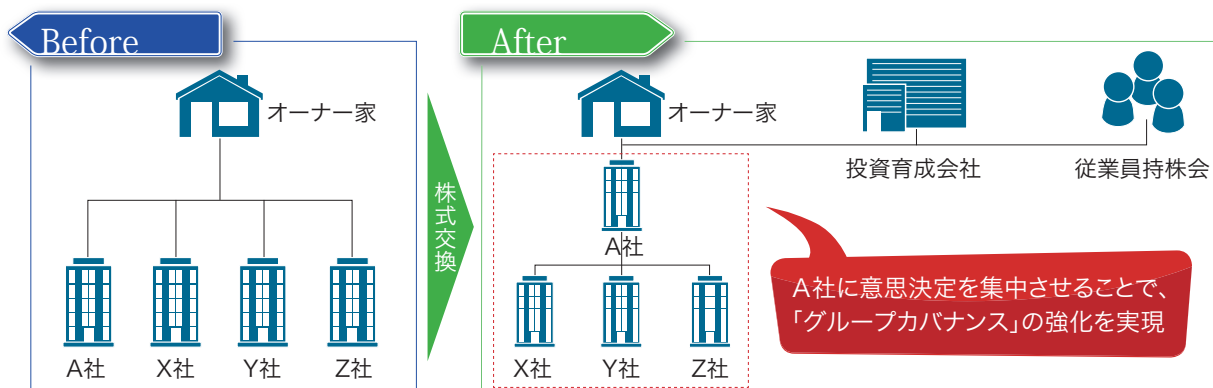 Before
オーナー家
A社
X社
Y社
Z社
株式交換
After
オーナー家
投資育成会社
従業員持株会
A社
X社
Y社
Z社
A社に意思決定を集中させることで、
「グループカバナンス」の強化を実現